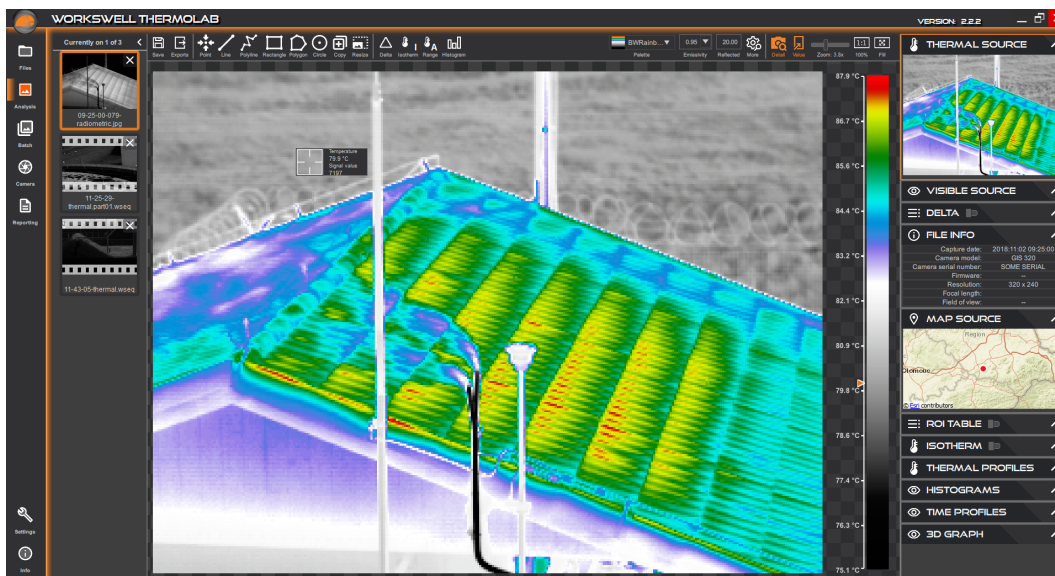 WORKSWELL THERMOLAB
VERSION: 2.2.2
Files
Analysis
Batch
Camera
Reporting
Settings
Info
Currently on 1 of 3
09-25-00-079-
radiometric.jpg
11-25-29-
thermal.part01.wseq
11-43-05-thermal.wseq
Save Exports Point Line Polyline Rectangle Polygon Circle Copy Resize Delta Isotherm Range Histogram
BWRainb... 0.95 20.00
Palette Emissivity Reflected More Detail Value Zoom: 3.8x 100% Fill
1:1
Temperature
79.9 °C
Signal value
7197
87.9 °C
86.7 °C
85.6 °C
84.4 °C
83.2 °C
82.1 °C
80.9 °C
79.8 °C
78.6 °C
77.4 °C
76.3 °C
75.1 °C
THERMAL SOURCE
VISIBLE SOURCE
DELTA
FILE INFO
Capture date: 2018:11:02 09:25:00
Camera model: GIS 320
Camera serial number: SOME SERIAL
Firmware: --
Resolution: 320 x 240
Focal length:
Field of view: --
MAP SOURCE
Region
Olomouc
© Esri contributors
ROI TABLE
ISOTHERM
THERMAL PROFILES
HISTOGRAMS
TIME PROFILES
3D GRAPH